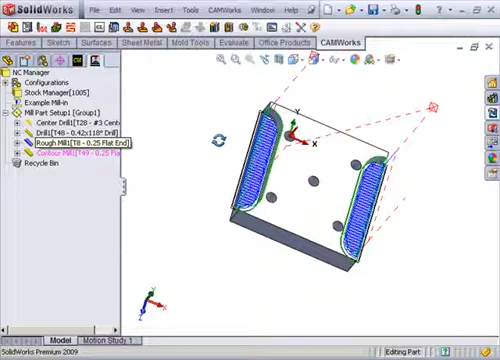 SolidWorks
File Edit View Insert Tools CAMWorks Window Help
Features Sketch Surfaces Sheet Metal Mold Tools Evaluate Office Products CAMWorks
NC Manager
Configurations
Stock Manager [1005]
Example Mill-in
Mill Part Setup1 [Group1]
Center Drill1[T28 - #3 Cente
Drill1[T48 - 0.42x118° Drill]
Rough Mill1[T8 - 0.25 Flat End]
Contour Mill1[T49 - 0.25 Fla
Recycle Bin
Y
X
Model Motion Study 1
SolidWorks Premium 2009 Editing Part